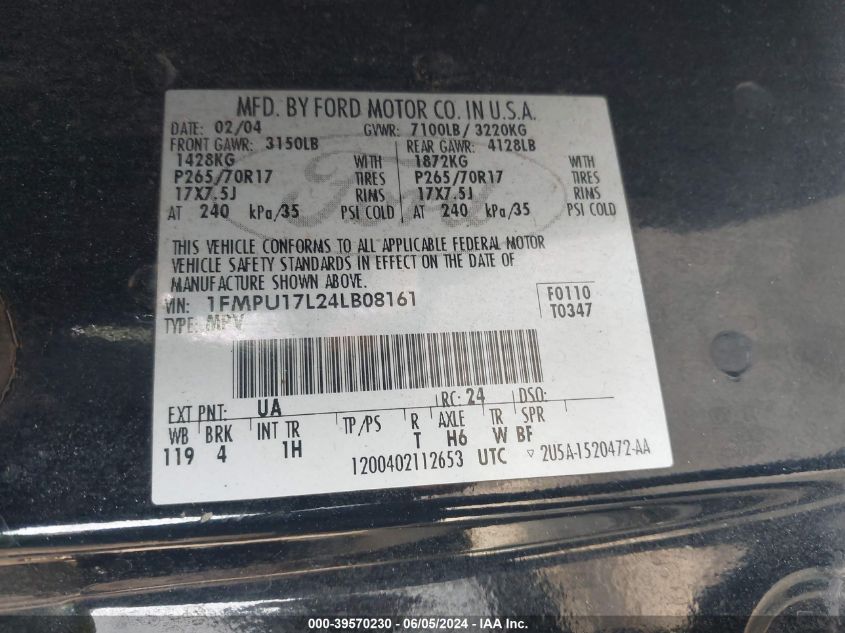 MFD. BY FORD MOTOR CO. IN U.S.A.
DATE: 02/04 GVWR: 7100LB / 3220KG
FRONT GAWR: 3150LB REAR GAWR: 4128LB
1428KG WITH 1872KG WITH
P265/70R17 TIRES P265/70R17 TIRES
17X7.5J RIMS 17X7.5J RIMS
AT 240 kPa/35 PSI COLD AT 240 kPa/35 PSI COLD
Ford
THIS VEHICLE CONFORMS TO ALL APPLICABLE FEDERAL MOTOR
VEHICLE SAFETY STANDARDS IN EFFECT ON THE DATE OF
MANUFACTURE SHOWN ABOVE.
VIN: 1FMPU17L24LB08161 F0110
TYPE: MPV T0347
EXT PNT: UA RC: 24 DSO:
WB BRK INT TR TP/PS R AXLE TR SPR
119 4 1H T H6 W BF
1200402112653 UTC ▽ 2U5A-1520472-AA
000-39570230 - 06/05/2024 - IMPACT AUTO AUCTIONS